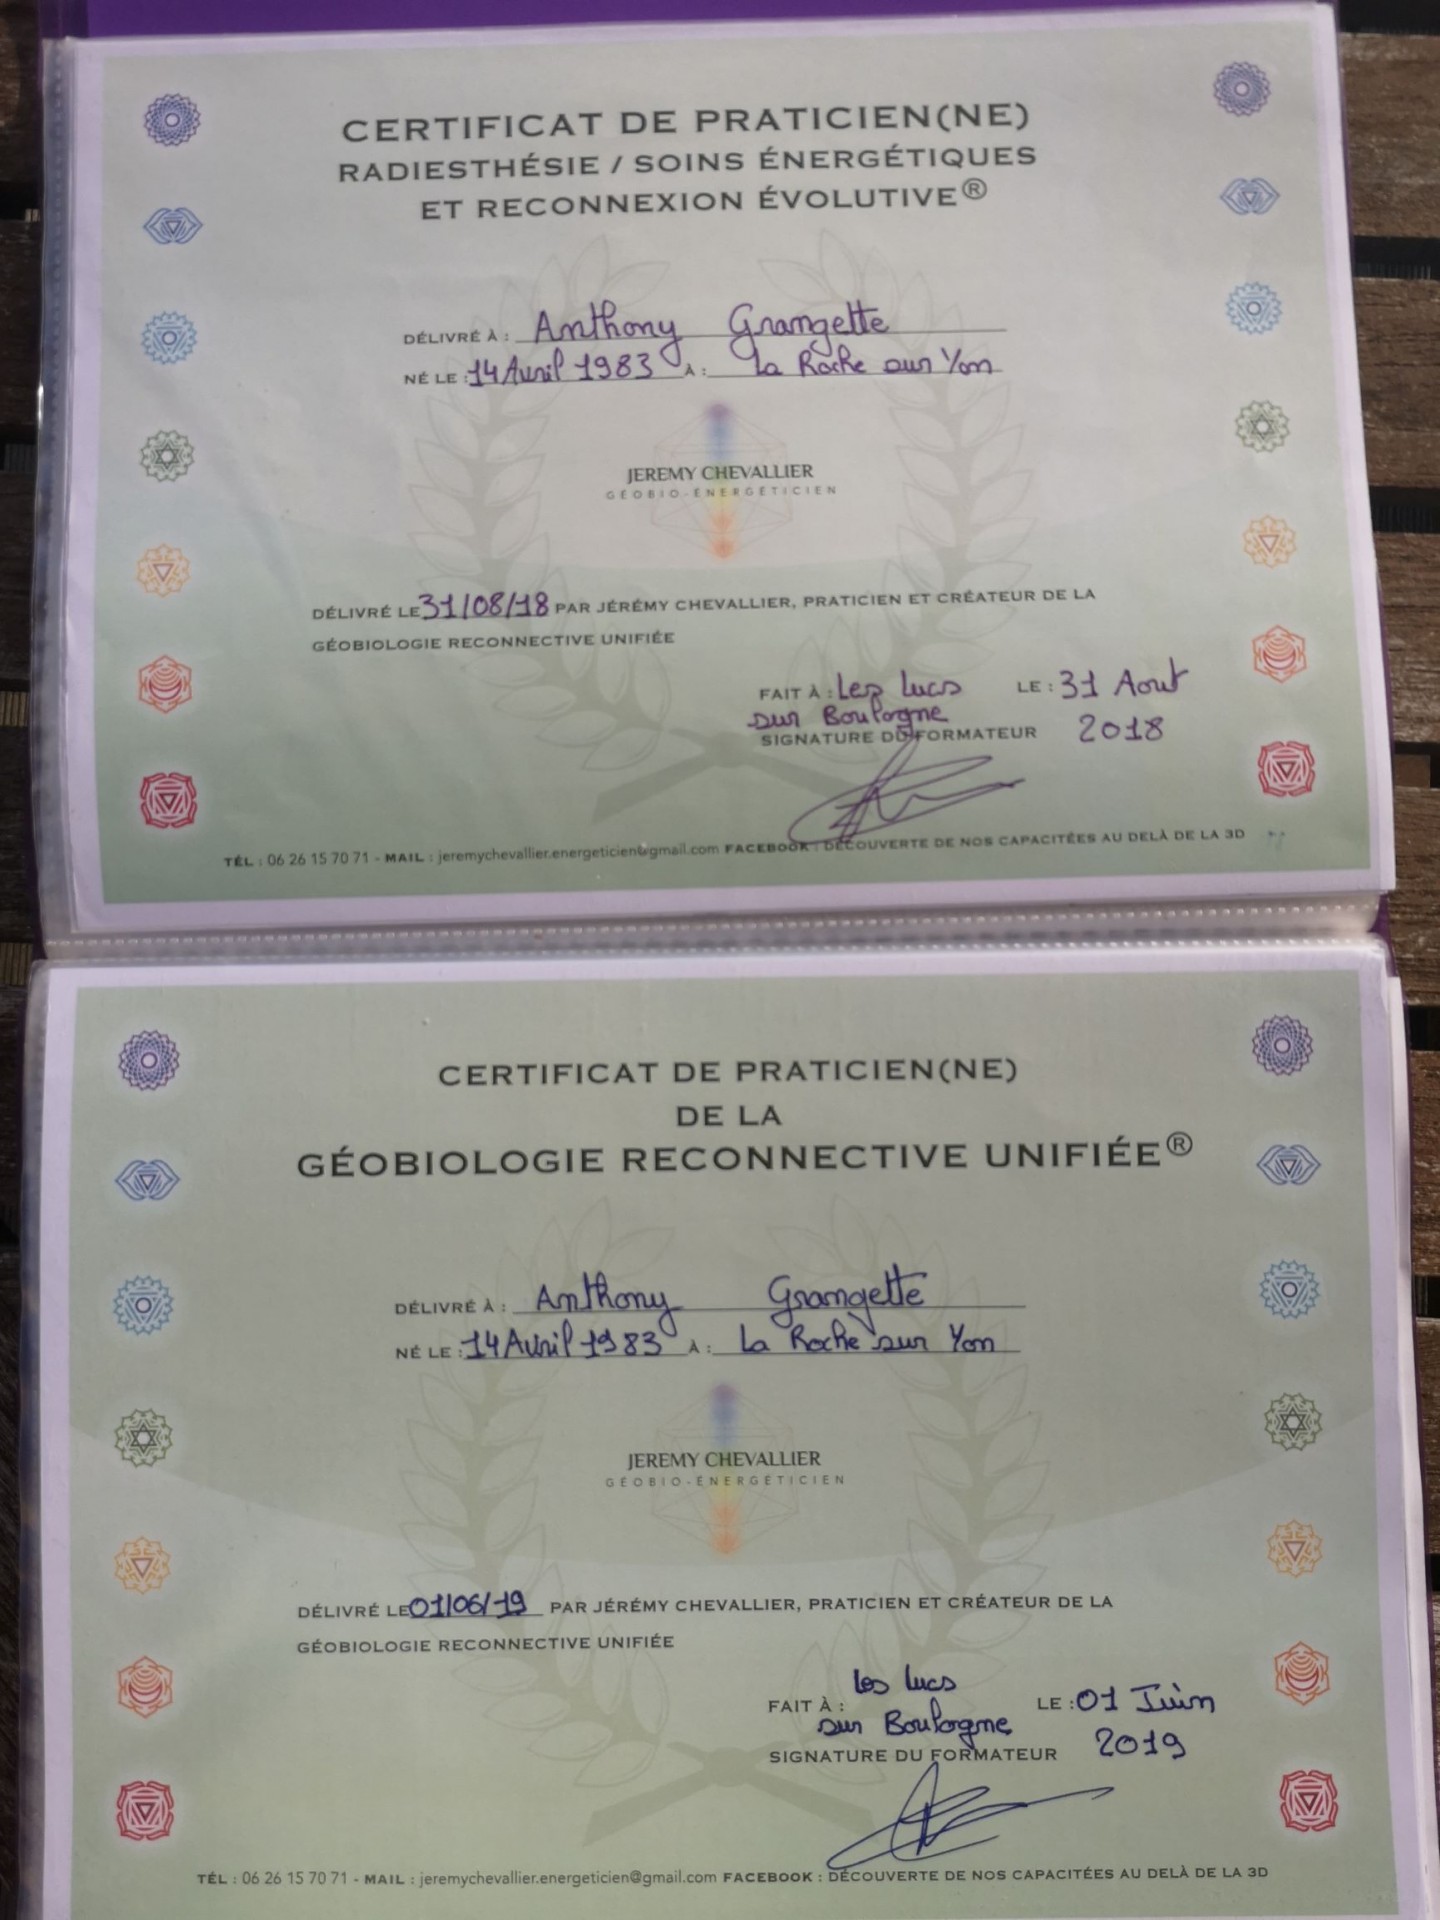 CERTIFICAT DE PRATICIEN(NE)
RADIESTHÉSIE / SOINS ÉNERGÉTIQUES
ET RECONNEXION ÉVOLUTIVE®
DÉLIVRÉ À : Anthony Grangette
NÉ LE : 14 Avril 1983 À : La Roche sur Yon
JEREMY CHEVALLIER
GÉOBIO-ÉNERGÉTICIEN
DÉLIVRÉ LE 31/08/18 PAR JÉRÉMY CHEVALLIER, PRATICIEN ET CRÉATEUR DE LA
GÉOBIOLOGIE RECONNECTIVE UNIFIÉE
FAIT À : Les Lucs LE : 31 Aout
sur Boulogne 2018
SIGNATURE DU FORMATEUR
TÉL : 06 26 15 70 71 - MAIL : jeremychevallier.energeticien@gmail.com FACEBOOK : DÉCOUVERTE DE NOS CAPACITÉES AU DELÀ DE LA 3D
CERTIFICAT DE PRATICIEN(NE)
DE LA
GÉOBIOLOGIE RECONNECTIVE UNIFIÉE®
DÉLIVRÉ À : Anthony Grangette
NÉ LE : 14 Avril 1983 À : La Roche sur Yon
JEREMY CHEVALLIER
GÉOBIO-ÉNERGÉTICIEN
DÉLIVRÉ LE 01/06/19 PAR JÉRÉMY CHEVALLIER, PRATICIEN ET CRÉATEUR DE LA
GÉOBIOLOGIE RECONNECTIVE UNIFIÉE
FAIT À : Les Lucs LE : 01 Juin
sur Boulogne 2019
SIGNATURE DU FORMATEUR
TÉL : 06 26 15 70 71 - MAIL : jeremychevallier.energeticien@gmail.com FACEBOOK : DÉCOUVERTE DE NOS CAPACITÉES AU DELÀ DE LA 3D